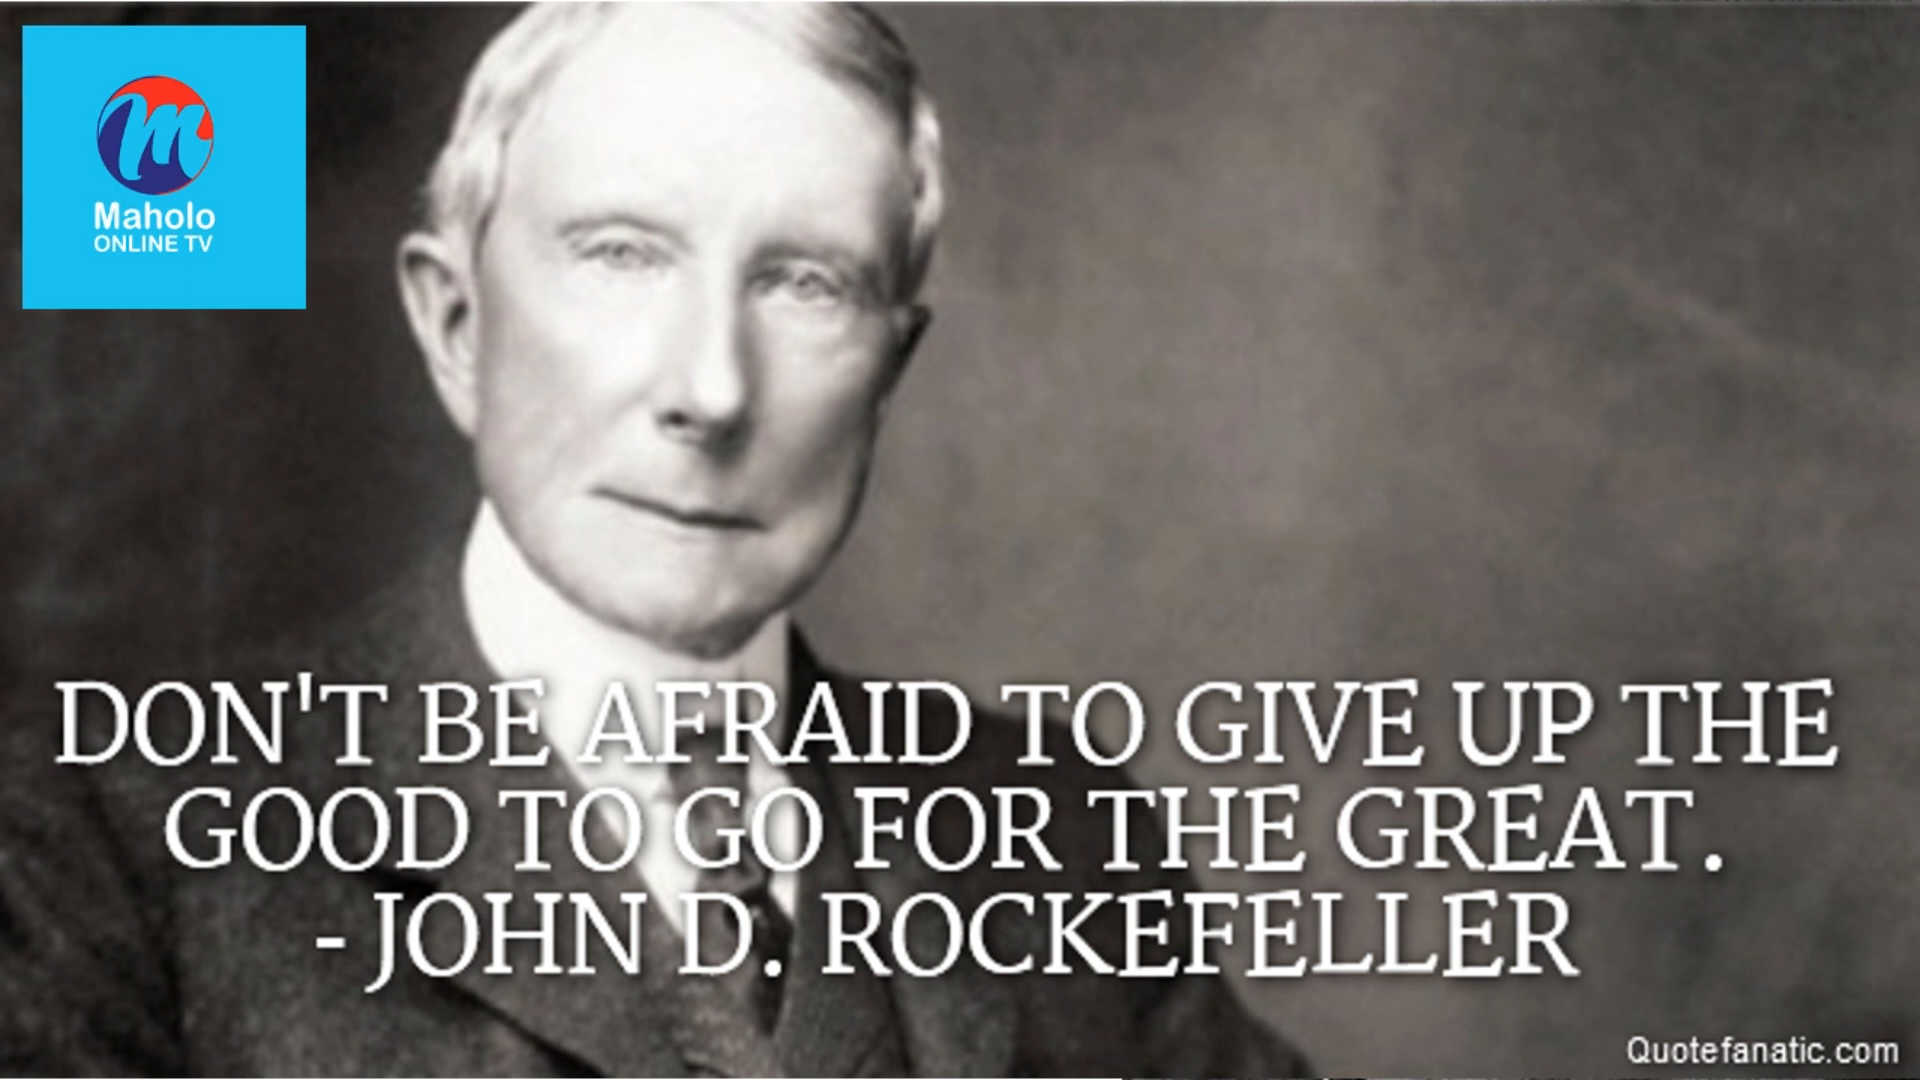 Maholo
ONLINE TV
DON'T BE AFRAID TO GIVE UP THE
GOOD TO GO FOR THE GREAT.
- JOHN D. ROCKEFELLER
Quotefanatic.com